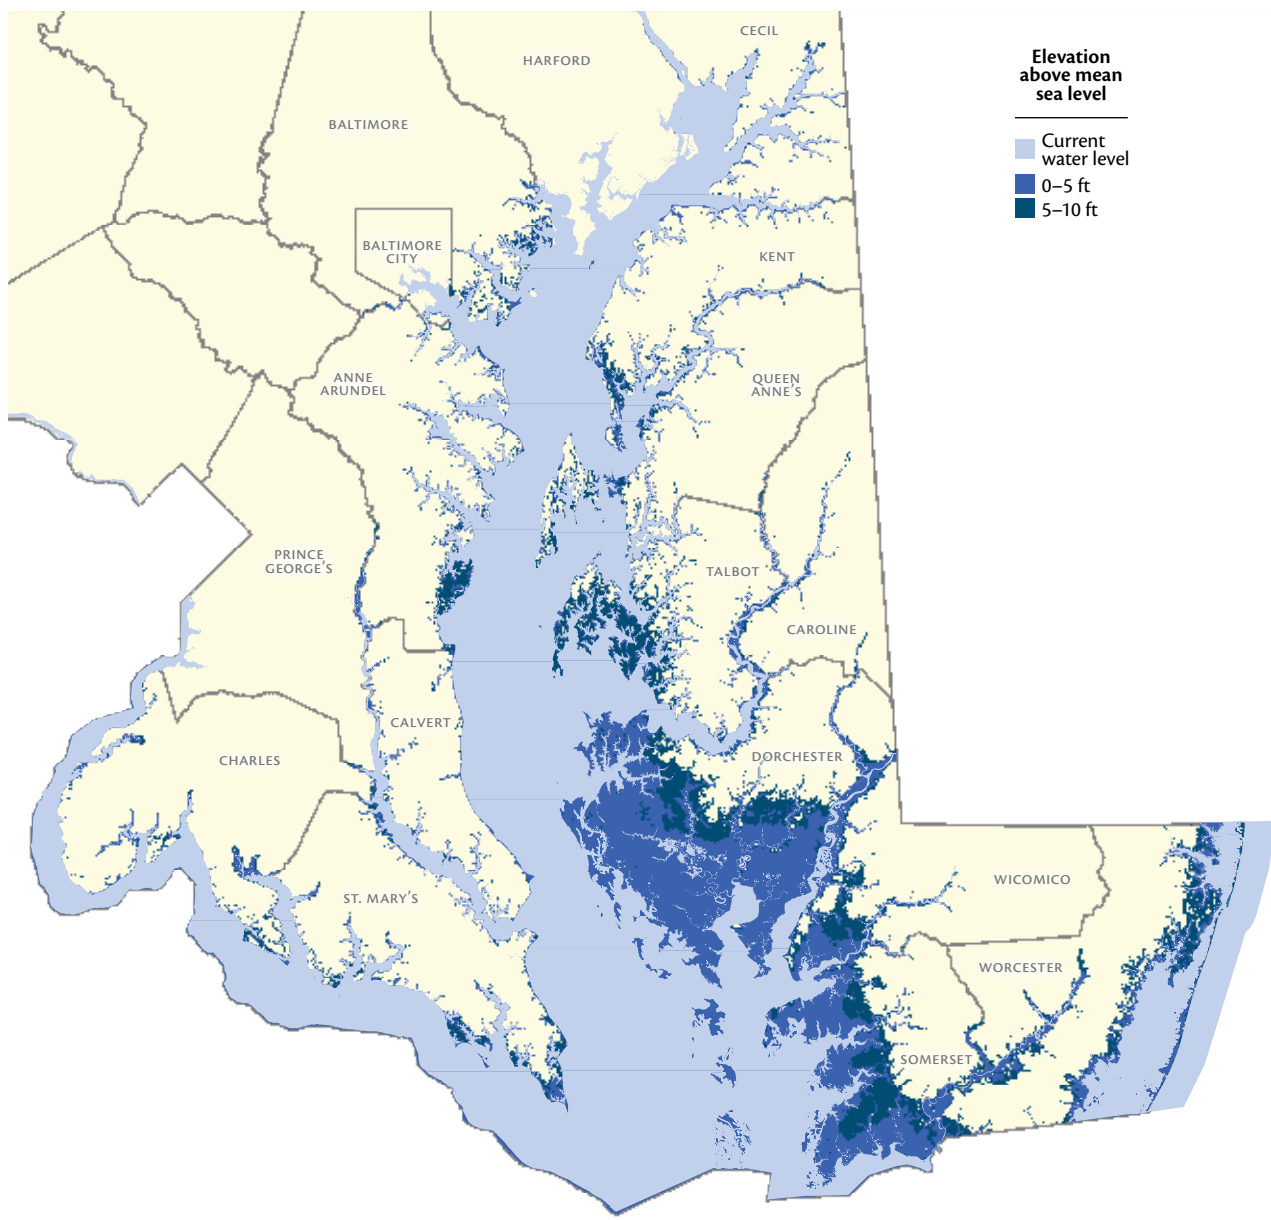 CECIL
HARFORD
Elevation
above mean
sea level
Current
water level
0–5 ft
5–10 ft
BALTIMORE
BALTIMORE
CITY
KENT
ANNE
ARUNDEL
QUEEN
ANNE'S
PRINCE
GEORGE'S
TALBOT
CAROLINE
CALVERT
CHARLES
DORCHESTER
ST. MARY'S
WICOMICO
WORCESTER
SOMERSET